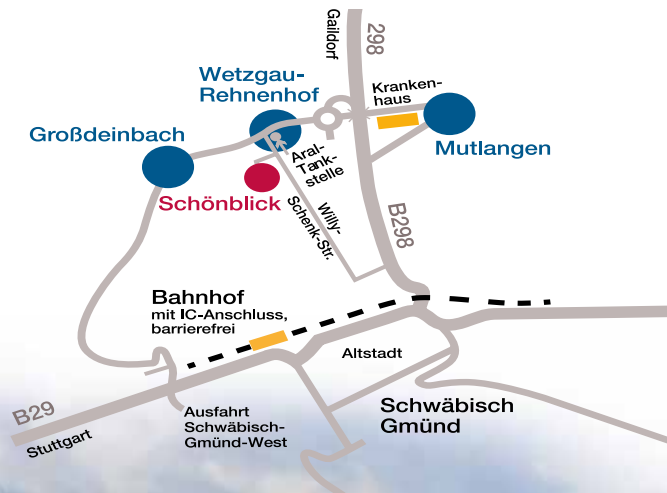 Gaildorf
298
Wetzgau-
Rehnenhof
Kranken-
haus
Großdeinbach
Mutlangen
Aral-
Tank-
stelle
Schönblick
Willy-
Schenk-Str.
B298
Bahnhof
mit IC-Anschluss,
barrierefrei
Altstadt
B29
Stuttgart
Ausfahrt
Schwäbisch-
Gmünd-West
Schwäbisch
Gmünd